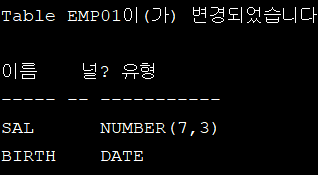 Table EMP01이(가) 변경되었습니다
이름 널? 유형
----- -- -----------
SAL NUMBER(7,3)
BIRTH DATE